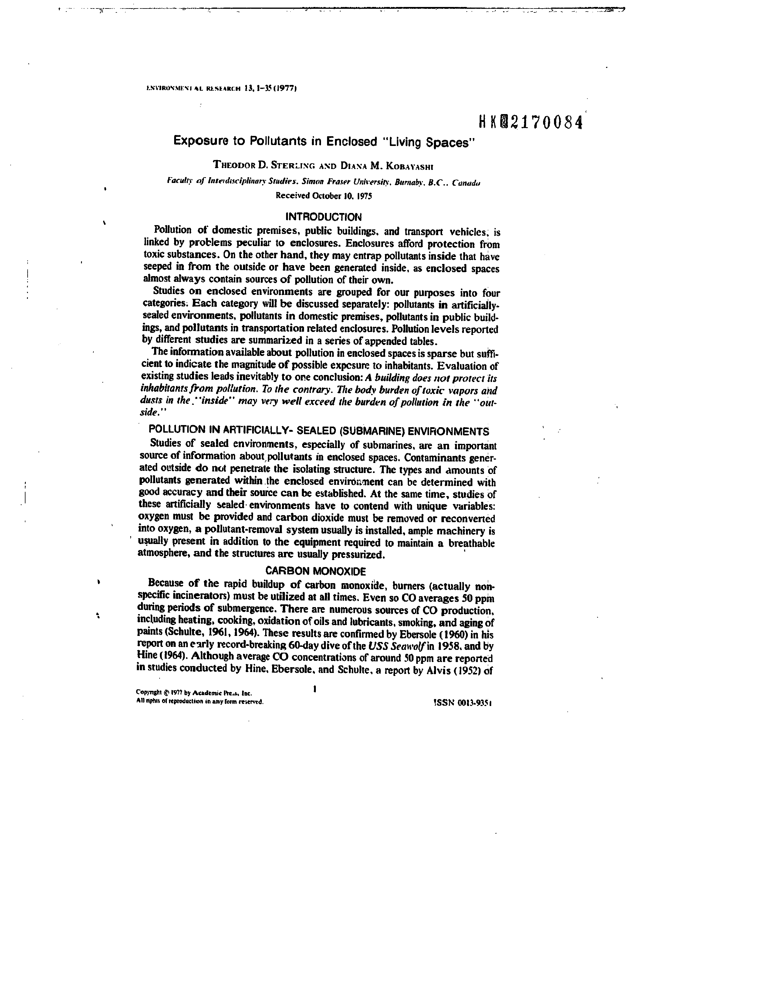 ENVIRONMENTAL RESEARCH 13, 1–35 (1977)
HK02170084
Exposure to Pollutants in Enclosed "Living Spaces"
THEODOR D. STERLING AND DIANA M. KOBAYASHI
Faculty of Interdisciplinary Studies, Simon Fraser University, Burnaby, B.C., Canada
Received October 10, 1975
INTRODUCTION
Pollution of domestic premises, public buildings, and transport vehicles, is
linked by problems peculiar to enclosures. Enclosures afford protection from
toxic substances. On the other hand, they may entrap pollutants inside that have
seeped in from the outside or have been generated inside, as enclosed spaces
almost always contain sources of pollution of their own.
Studies on enclosed environments are grouped for our purposes into four
categories. Each category will be discussed separately: pollutants in artificially-
sealed environments, pollutants in domestic premises, pollutants in public build-
ings, and pollutants in transportation related enclosures. Pollution levels reported
by different studies are summarized in a series of appended tables.
The information available about pollution in enclosed spaces is sparse but suffi-
cient to indicate the magnitude of possible exposure to inhabitants. Evaluation of
existing studies leads inevitably to one conclusion: A building does not protect its
inhabitants from pollution. To the contrary. The body burden of toxic vapors and
dusts in the "inside" may very well exceed the burden of pollution in the "out-
side."
POLLUTION IN ARTIFICIALLY- SEALED (SUBMARINE) ENVIRONMENTS
Studies of sealed environments, especially of submarines, are an important
source of information about pollutants in enclosed spaces. Contaminants gener-
ated outside do not penetrate the isolating structure. The types and amounts of
pollutants generated within the enclosed environment can be determined with
good accuracy and their source can be established. At the same time, studies of
these artificially sealed environments have to contend with unique variables:
oxygen must be provided and carbon dioxide must be removed or reconverted
into oxygen, a pollutant-removal system usually is installed, ample machinery is
usually present in addition to the equipment required to maintain a breathable
atmosphere, and the structures are usually pressurized.
CARBON MONOXIDE
Because of the rapid buildup of carbon monoxide, burners (actually non-
specific incinerators) must be utilized at all times. Even so CO averages 50 ppm
during periods of submergence. There are numerous sources of CO production,
including heating, cooking, oxidation of oils and lubricants, smoking, and aging of
paints (Schulte, 1961, 1964). These results are confirmed by Ebersole (1960) in his
report on an early record-breaking 60-day dive of the USS Seawolf in 1958, and by
Hine (1964). Although average CO concentrations of around 50 ppm are reported
in studies conducted by Hine, Ebersole, and Schulte, a report by Alvis (1952) of
1
Copyright © 1977 by Academic Press, Inc.
All rights of reproduction in any form reserved.
ISSN 0013-9351